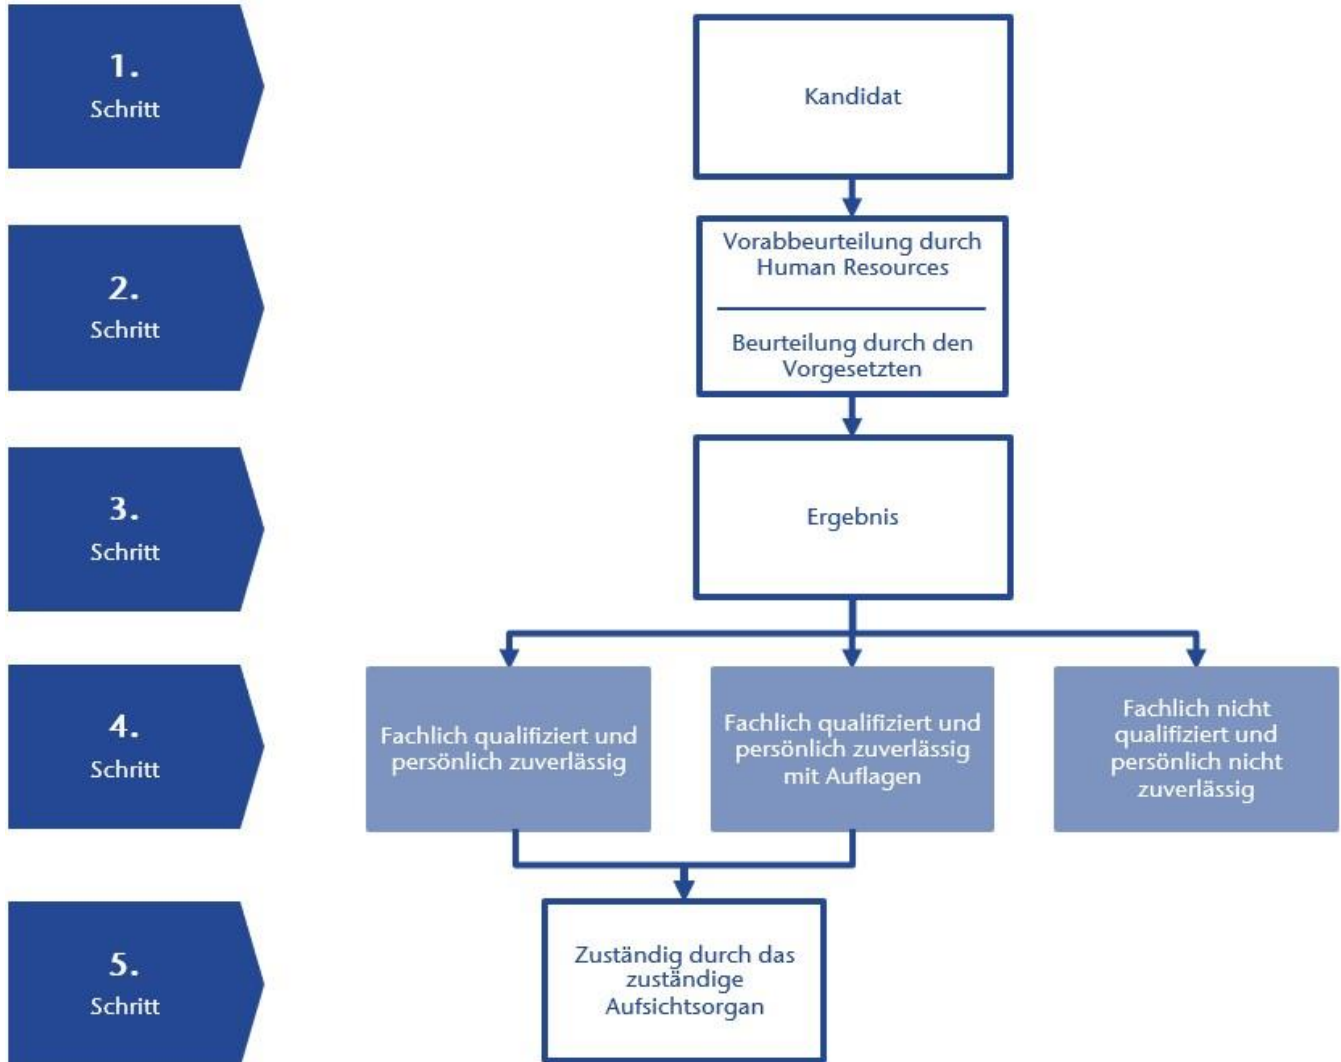 1.
Schritt
Kandidat
2.
Schritt
Vorabbeurteilung durch
Human Resources
Beurteilung durch den
Vorgesetzten
3.
Schritt
Ergebnis
4.
Schritt
Fachlich qualifiziert und
persönlich zuverlässig
Fachlich qualifiziert und
persönlich zuverlässig
mit Auflagen
Fachlich nicht
qualifiziert und
persönlich nicht
zuverlässig
5.
Schritt
Zuständig durch das
zuständige
Aufsichtsorgan